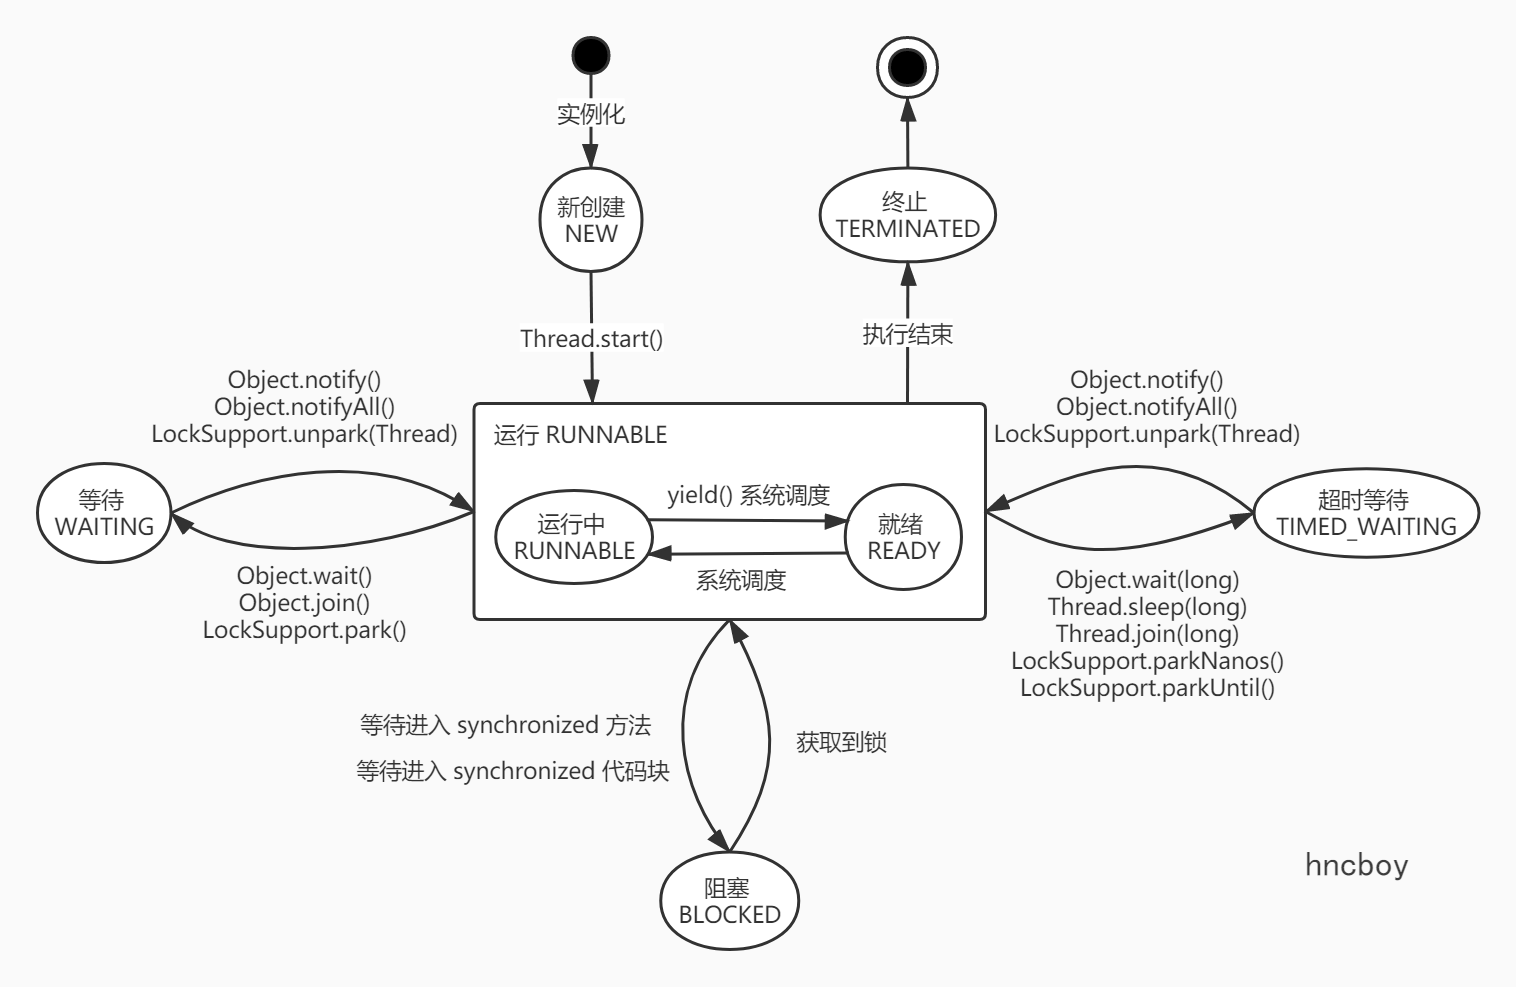 实例化
新创建
NEW
终止
TERMINATED
Thread.start()
执行结束
Object.notify()
Object.notifyAll()
LockSupport.unpark(Thread)
Object.notify()
Object.notifyAll()
LockSupport.unpark(Thread)
运行 RUNNABLE
等待
WAITING
运行中
RUNNABLE
yield() 系统调度
系统调度
就绪
READY
超时等待
TIMED_WAITING
Object.wait()
Object.join()
LockSupport.park()
Object.wait(long)
Thread.sleep(long)
Thread.join(long)
LockSupport.parkNanos()
LockSupport.parkUntil()
等待进入 synchronized 方法
等待进入 synchronized 代码块
获取到锁
阻塞
BLOCKED
hncboy